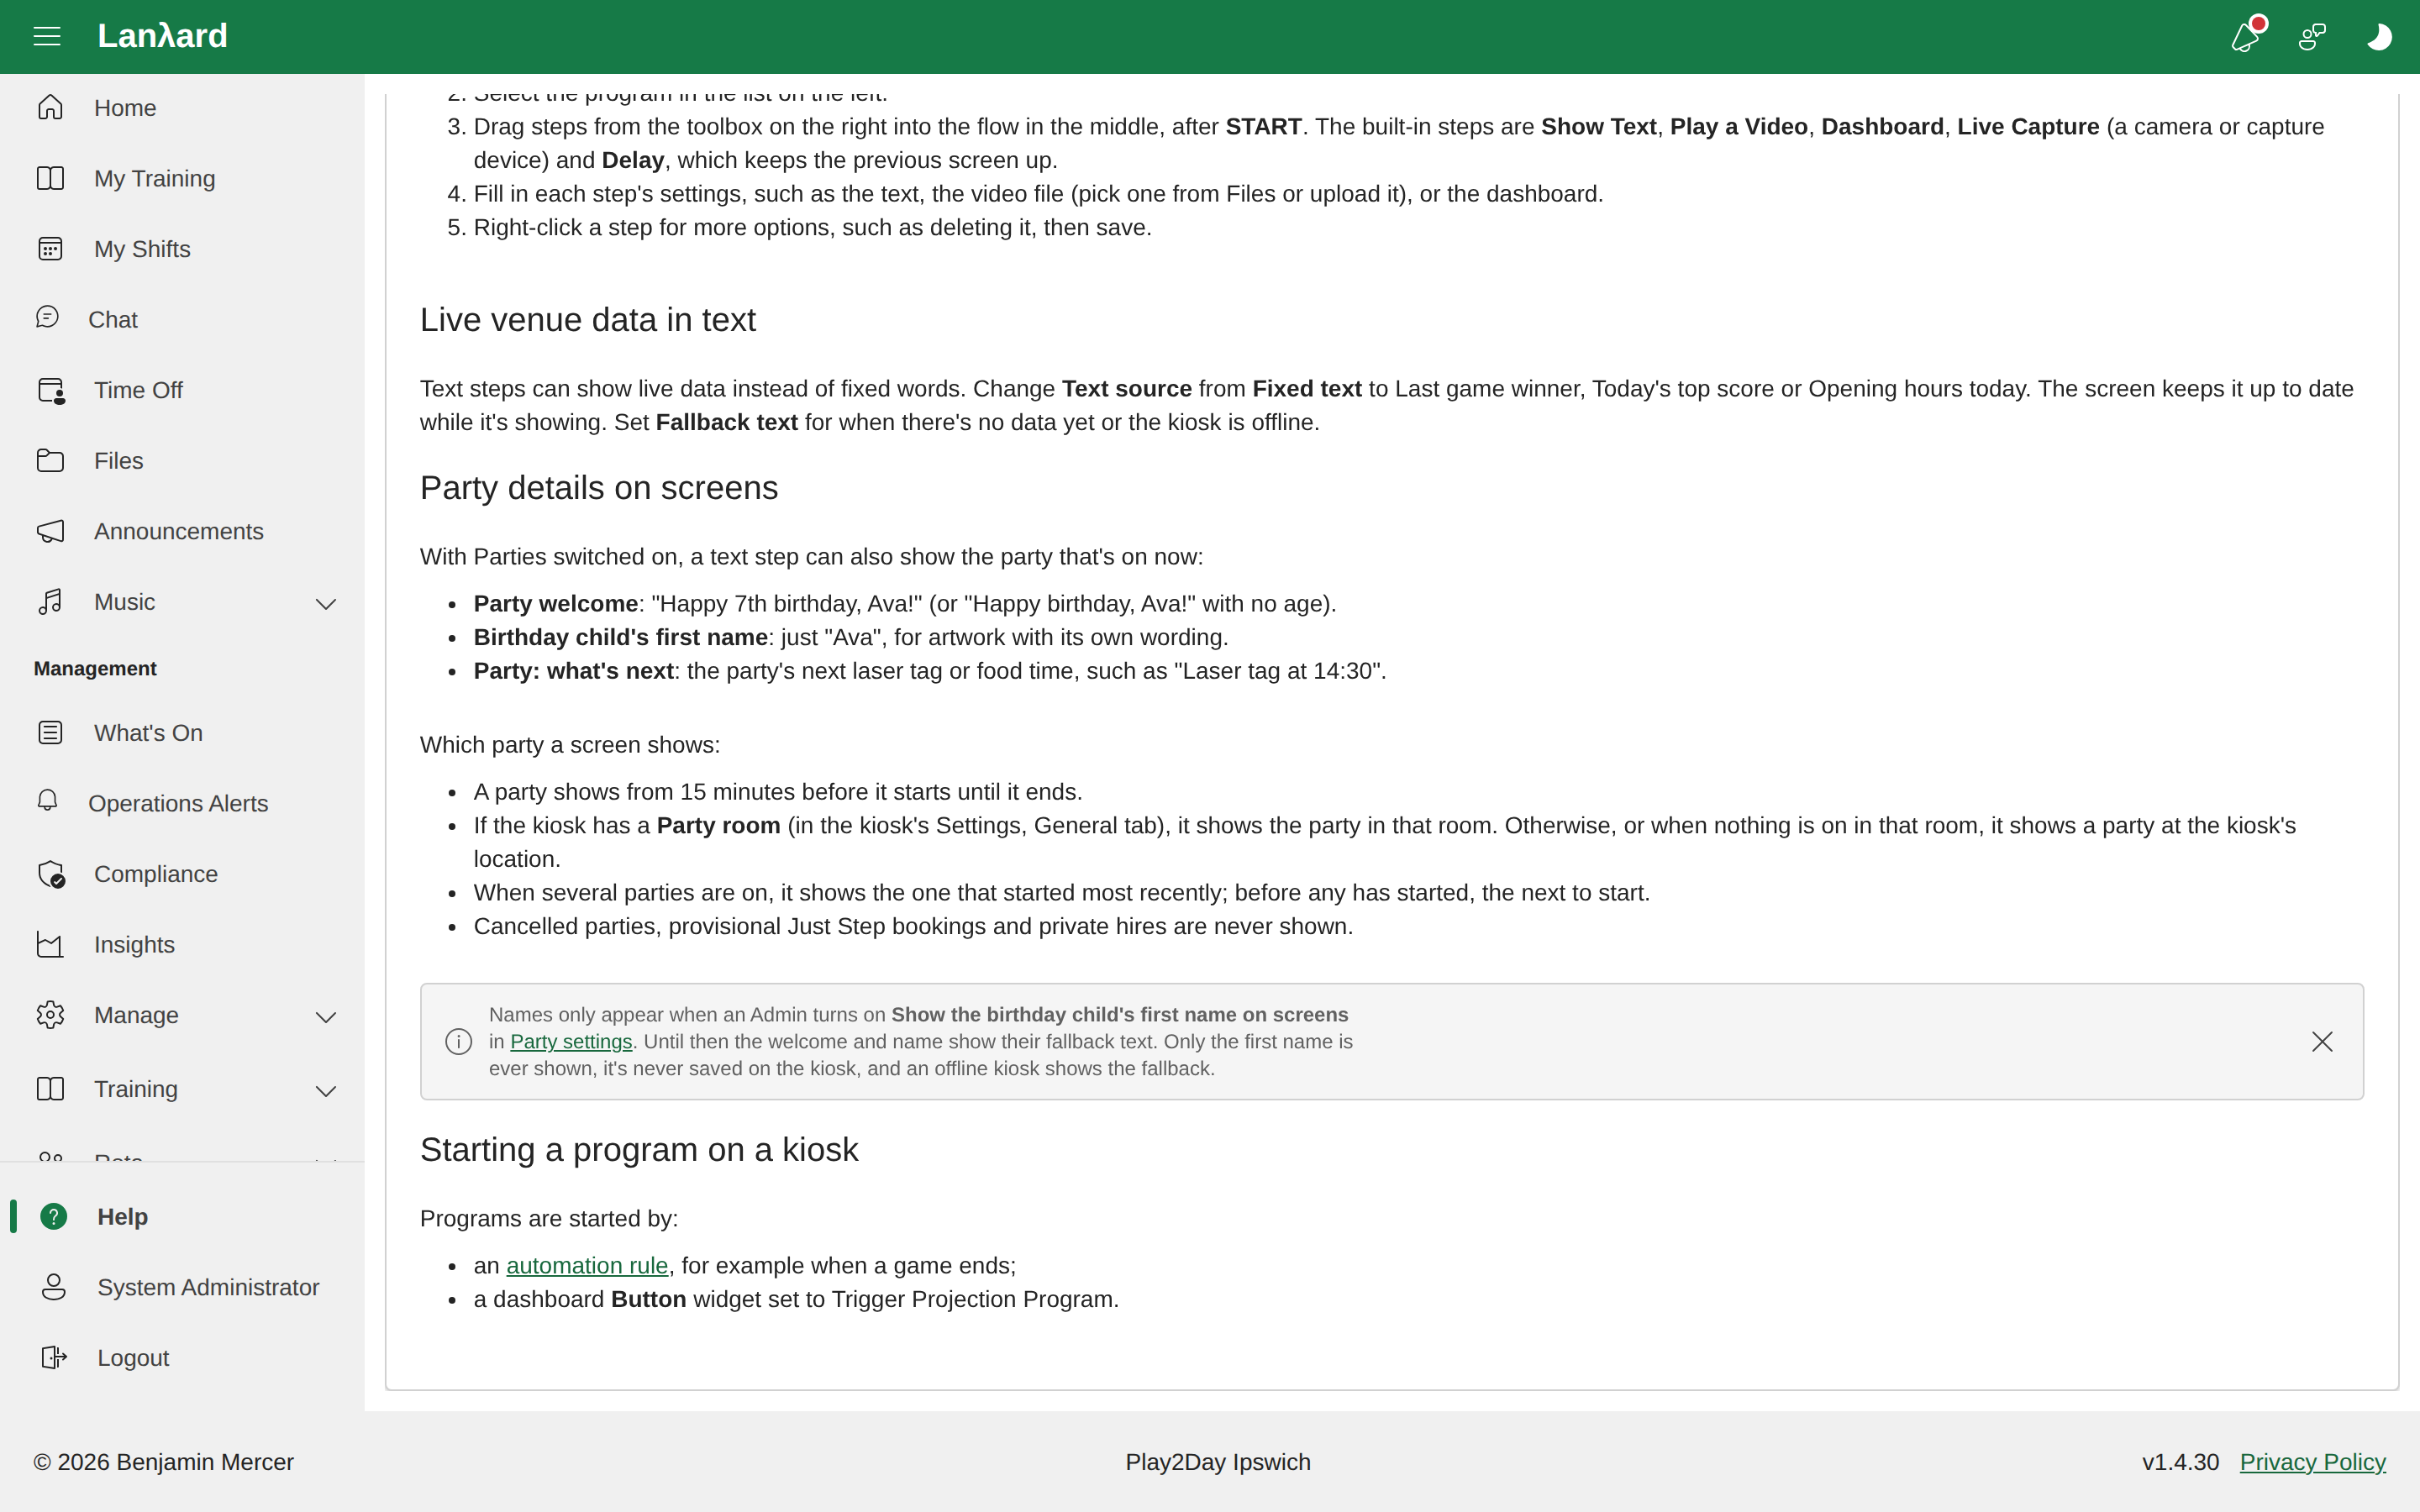 Lanλard
Home
My Training
My Shifts
Chat
Time Off
Files
Announcements
Music
Management
What's On
Operations Alerts
Compliance
Insights
Manage
Training
Rota
Help
System Administrator
Logout
2. Select the program in the list on the left.
3. Drag steps from the toolbox on the right into the flow in the middle, after START. The built-in steps are Show Text, Play a Video, Dashboard, Live Capture (a camera or capture
device) and Delay, which keeps the previous screen up.
4. Fill in each step's settings, such as the text, the video file (pick one from Files or upload it), or the dashboard.
5. Right-click a step for more options, such as deleting it, then save.
Live venue data in text
Text steps can show live data instead of fixed words. Change Text source from Fixed text to Last game winner, Today's top score or Opening hours today. The screen keeps it up to date
while it's showing. Set Fallback text for when there's no data yet or the kiosk is offline.
Party details on screens
With Parties switched on, a text step can also show the party that's on now:
• Party welcome: "Happy 7th birthday, Ava!" (or "Happy birthday, Ava!" with no age).
• Birthday child's first name: just "Ava", for artwork with its own wording.
• Party: what's next: the party's next laser tag or food time, such as "Laser tag at 14:30".
Which party a screen shows:
• A party shows from 15 minutes before it starts until it ends.
• If the kiosk has a Party room (in the kiosk's Settings, General tab), it shows the party in that room. Otherwise, or when nothing is on in that room, it shows a party at the kiosk's
location.
• When several parties are on, it shows the one that started most recently; before any has started, the next to start.
• Cancelled parties, provisional Just Step bookings and private hires are never shown.
Names only appear when an Admin turns on Show the birthday child's first name on screens
in Party settings. Until then the welcome and name show their fallback text. Only the first name is
ever shown, it's never saved on the kiosk, and an offline kiosk shows the fallback.
Starting a program on a kiosk
Programs are started by:
• an automation rule, for example when a game ends;
• a dashboard Button widget set to Trigger Projection Program.
© 2026 Benjamin Mercer
Play2Day Ipswich
v1.4.30 Privacy Policy